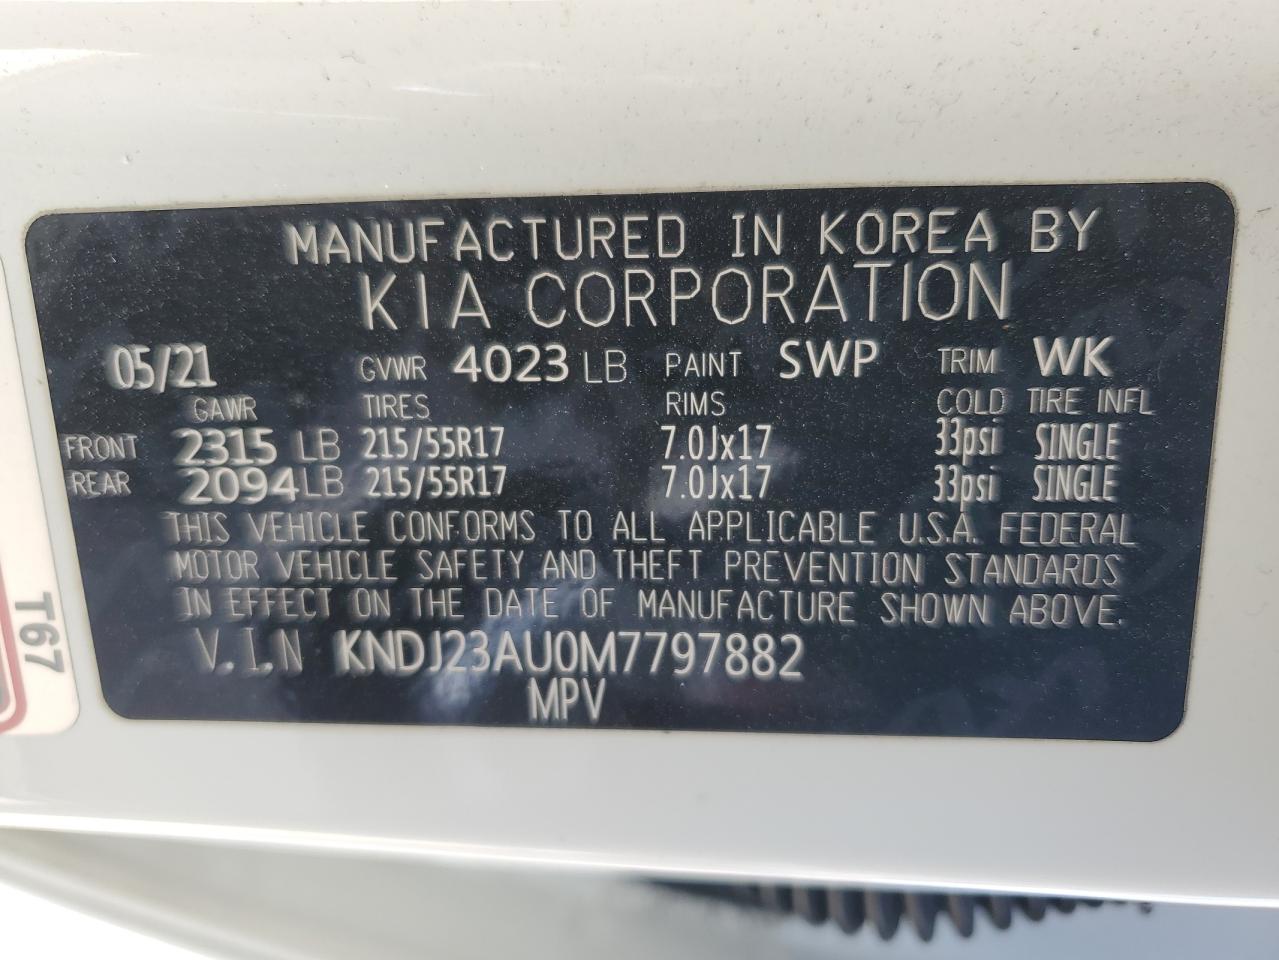 MANUFACTURED IN KOREA BY
KIA CORPORATION
05/21 GVWR 4023 LB PAINT SWP TRIM WK
GAWR TIRES RIMS COLD TIRE INFL
FRONT 2315 LB 215/55R17 7.0Jx17 33psi SINGLE
REAR 2094 LB 215/55R17 7.0Jx17 33psi SINGLE
THIS VEHICLE CONFORMS TO ALL APPLICABLE U.S.A. FEDERAL
MOTOR VEHICLE SAFETY AND THEFT PREVENTION STANDARDS
IN EFFECT ON THE DATE OF MANUFACTURE SHOWN ABOVE.
V.I.N KNDJ23AU0M7797882
MPV
T67